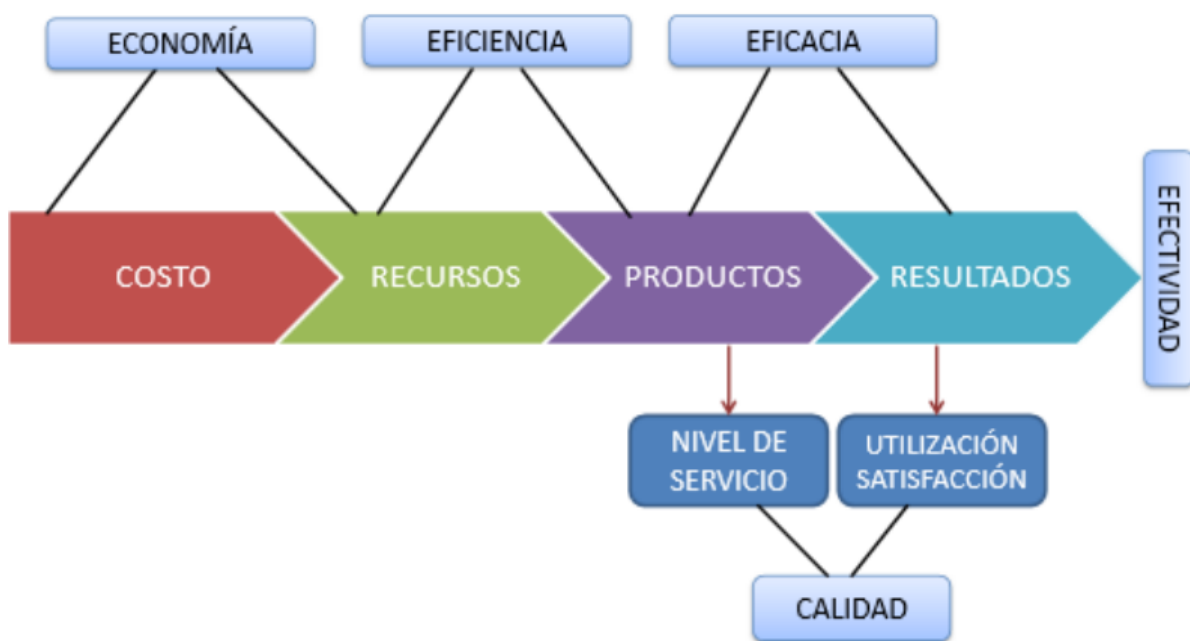 ECONOMÍA
EFICIENCIA
EFICACIA
COSTO
RECURSOS
PRODUCTOS
RESULTADOS
EFECTIVIDAD
NIVEL DE
SERVICIO
UTILIZACIÓN
SATISFACCIÓN
CALIDAD